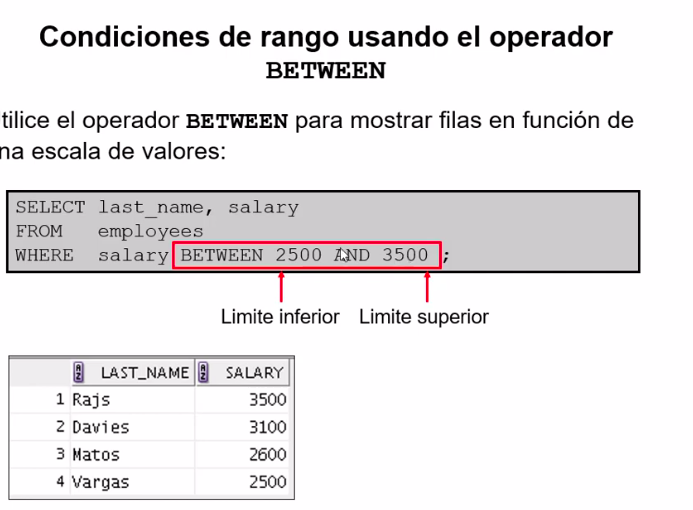 Condiciones de rango usando el operador
BETWEEN
tilice el operador BETWEEN para mostrar filas en función de
na escala de valores:
SELECT last_name, salary
FROM employees
WHERE salary BETWEEN 2500 AND 3500 ;
Limite inferior Limite superior
LAST_NAME SALARY
1 Rajs 3500
2 Davies 3100
3 Matos 2600
4 Vargas 2500